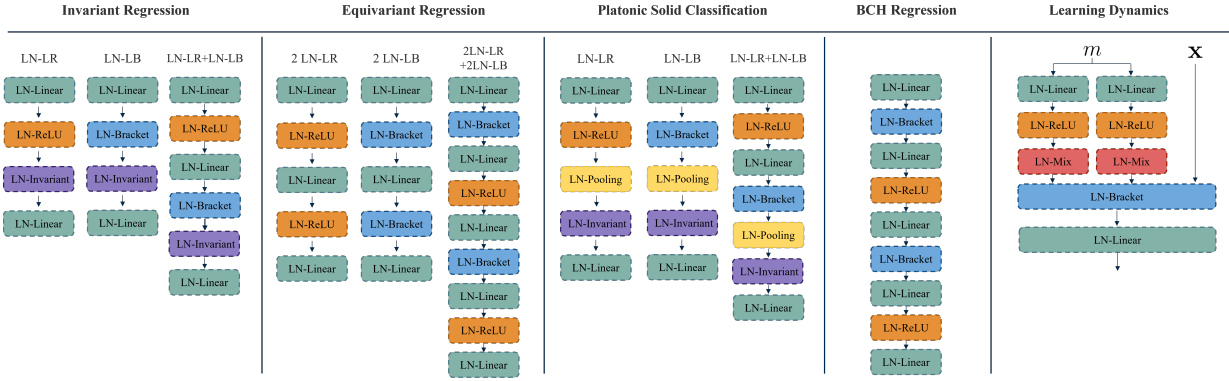 Invariant Regression
LN-LR
LN-Linear
LN-ReLU
LN-Invariant
LN-Linear
LN-LB
LN-Linear
LN-Bracket
LN-Invariant
LN-Linear
LN-LR+LN-LB
LN-Linear
LN-ReLU
LN-Linear
LN-Bracket
LN-Invariant
LN-Linear
Equivariant Regression
2 LN-LR
LN-Linear
LN-ReLU
LN-Linear
LN-ReLU
LN-Linear
2 LN-LB
LN-Linear
LN-Bracket
LN-Linear
LN-Bracket
LN-Linear
2LN-LR
+2LN-LB
LN-Linear
LN-Bracket
LN-Linear
LN-ReLU
LN-Linear
LN-Bracket
LN-Linear
LN-ReLU
LN-Linear
Platonic Solid Classification
LN-LR
LN-Linear
LN-ReLU
LN-Pooling
LN-Invariant
LN-Linear
LN-LB
LN-Linear
LN-Bracket
LN-Pooling
LN-Invariant
LN-Linear
LN-LR+LN-LB
LN-Linear
LN-ReLU
LN-Linear
LN-Bracket
LN-Pooling
LN-Invariant
LN-Linear
BCH Regression
LN-Linear
LN-Bracket
LN-Linear
LN-ReLU
LN-Linear
LN-Bracket
LN-Linear
LN-ReLU
LN-Linear
Learning Dynamics
m
x
LN-Linear
LN-Linear
LN-ReLU
LN-ReLU
LN-Mix
LN-Mix
LN-Bracket
LN-Linear